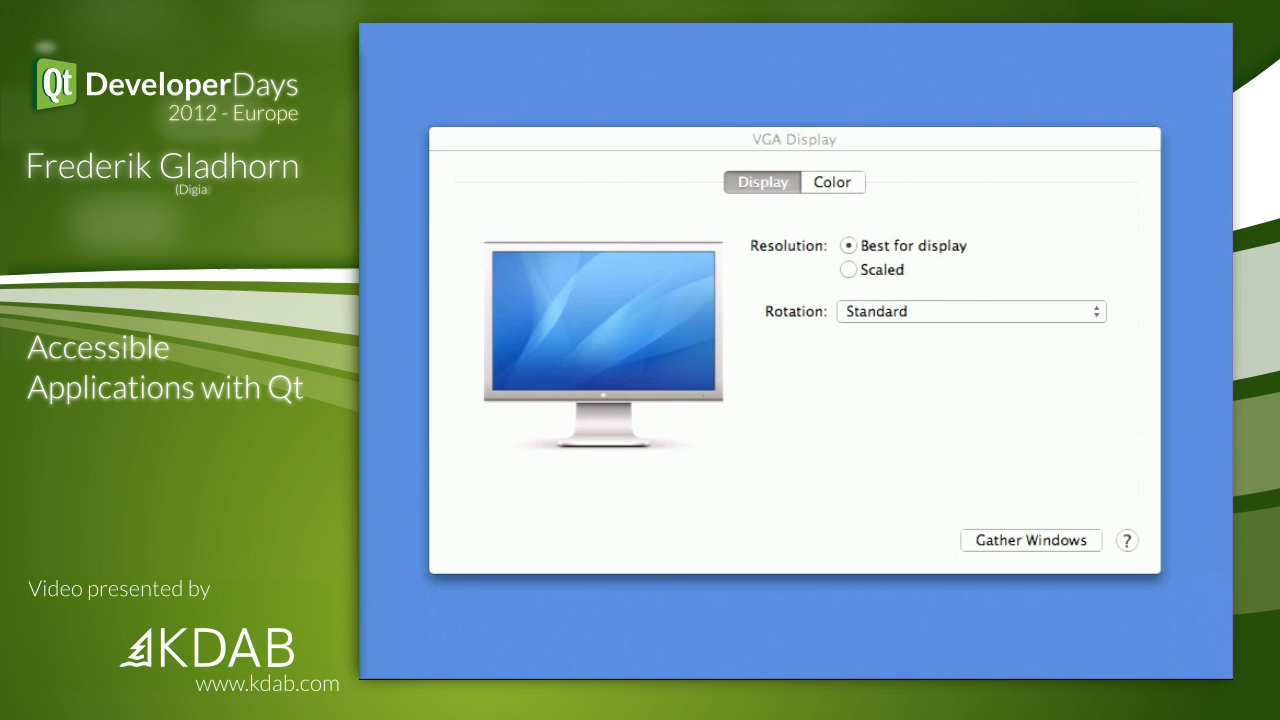 Qt DeveloperDays
2012 - Europe
Frederik Gladhorn
(Digia
Accessible
Applications with Qt
Video presented by
KDAB
www.kdab.com
VGA Display
Display Color
Resolution: Best for display
Scaled
Rotation: Standard
Gather Windows ?